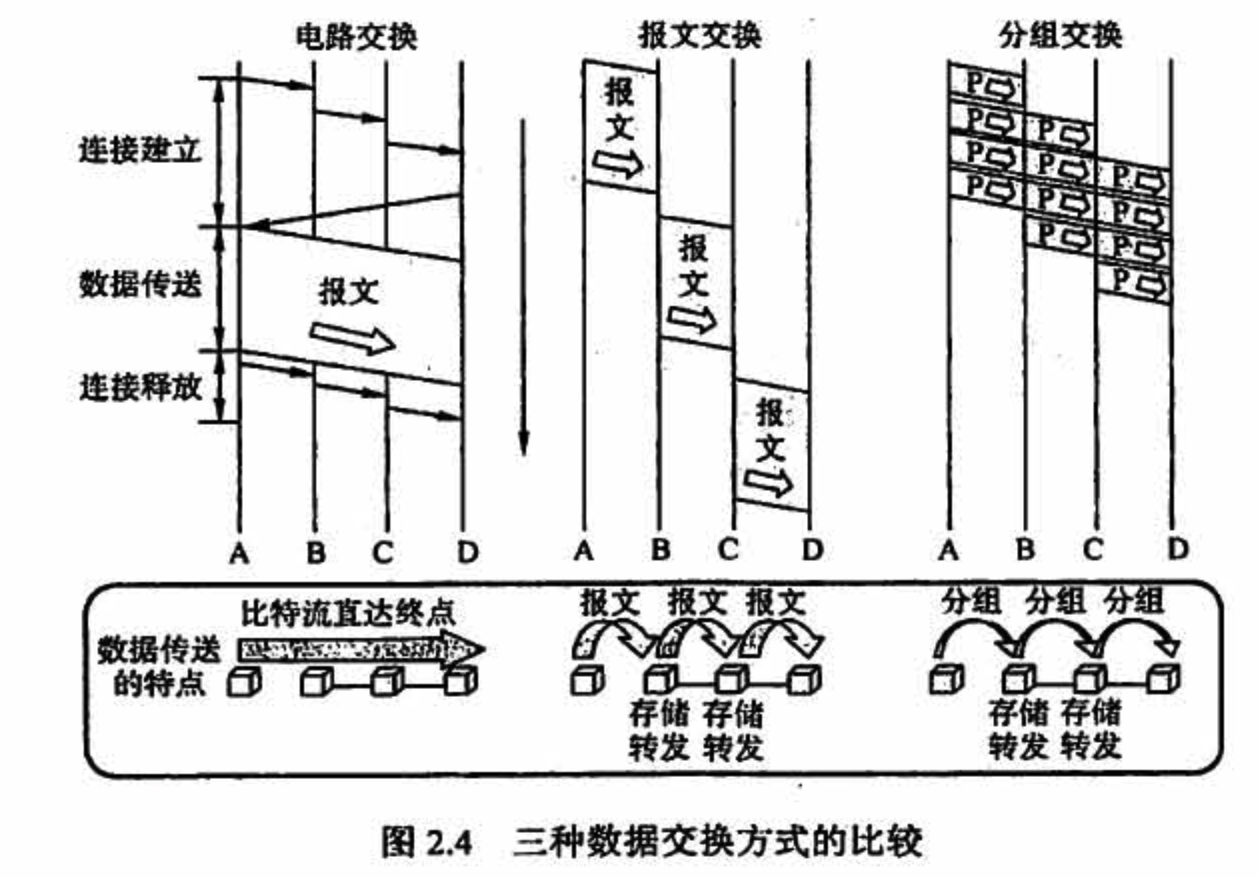 电路交换
报文交换
分组交换
连接建立
数据传送
连接释放
报文
报文
报文
报文
P
P
P
P
P
P
P
P
P
P
P
P
A B C D
A B C D
A B C D
数据传送
的特点
比特流直达终点
报文 报文 报文
存储 存储
转发 转发
分组 分组 分组
存储 存储
转发 转发
图 2.4 三种数据交换方式的比较